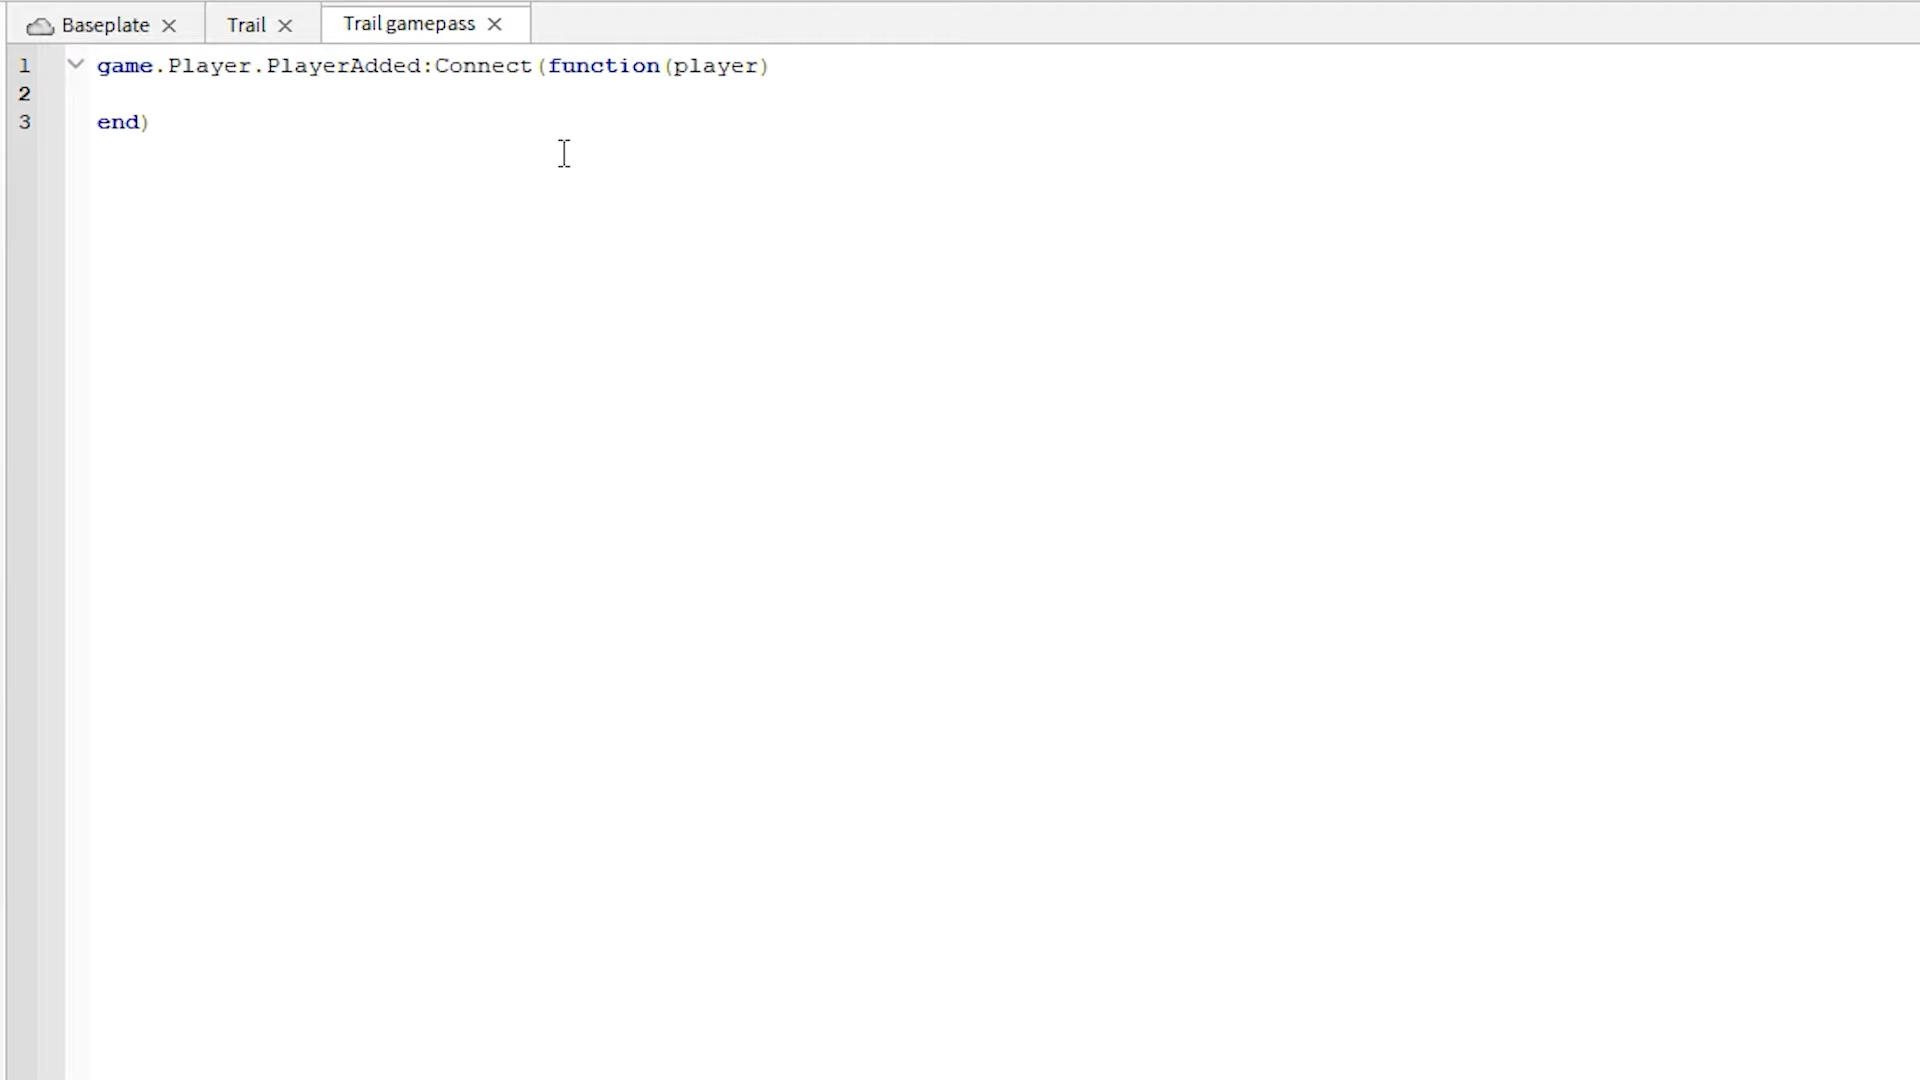 Baseplate Trail Trail gamepass
1 game.Player.PlayerAdded:Connect(function(player)
2
3 end)